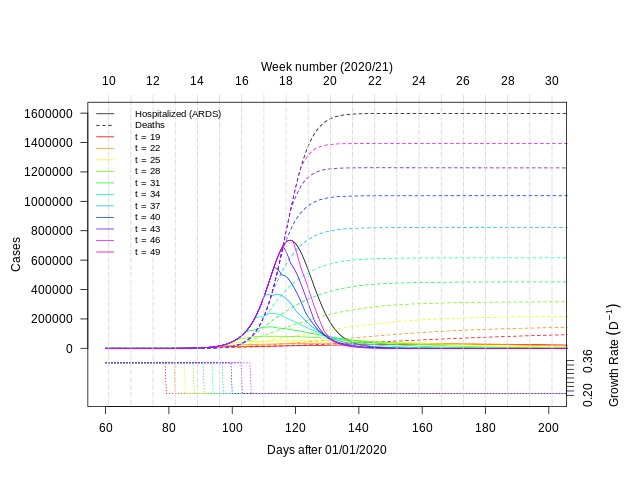 Week number (2020/21)
10 12 14 16 18 20 22 24 26 28 30
1600000
1400000
1200000
1000000
800000
600000
400000
200000
0
Cases
Hospitalized (ARDS)
Deaths
t = 19
t = 22
t = 25
t = 28
t = 31
t = 34
t = 37
t = 40
t = 43
t = 46
t = 49
0.36
0.20
Growth Rate (D⁻¹)
60 80 100 120 140 160 180 200
Days after 01/01/2020